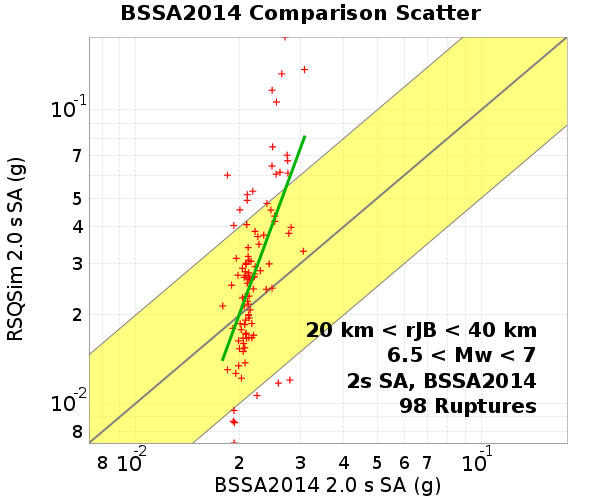 BSSA2014 Comparison Scatter
RSQSim 2.0 s SA (g)
10-1
7
5
4
3
2
10-2
8
20 km < rJB < 40 km
6.5 < Mw < 7
2s SA, BSSA2014
98 Ruptures
8 10-2 2 3 4 5 6 7 10-1
BSSA2014 2.0 s SA (g)